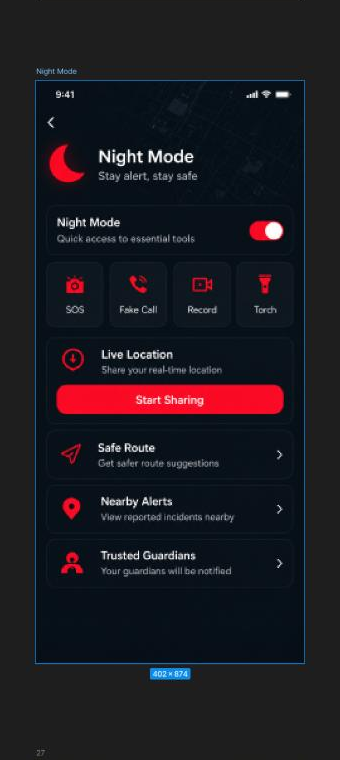 Night Mode
9:41
Night Mode
Stay alert, stay safe
Night Mode
Quick access to essential tools
SOS
Fake Call
Record
Torch
Live Location
Share your real-time location
Start Sharing
Safe Route
Get safer route suggestions
Nearby Alerts
View reported incidents nearby
Trusted Guardians
Your guardians will be notified
402 × 874
27